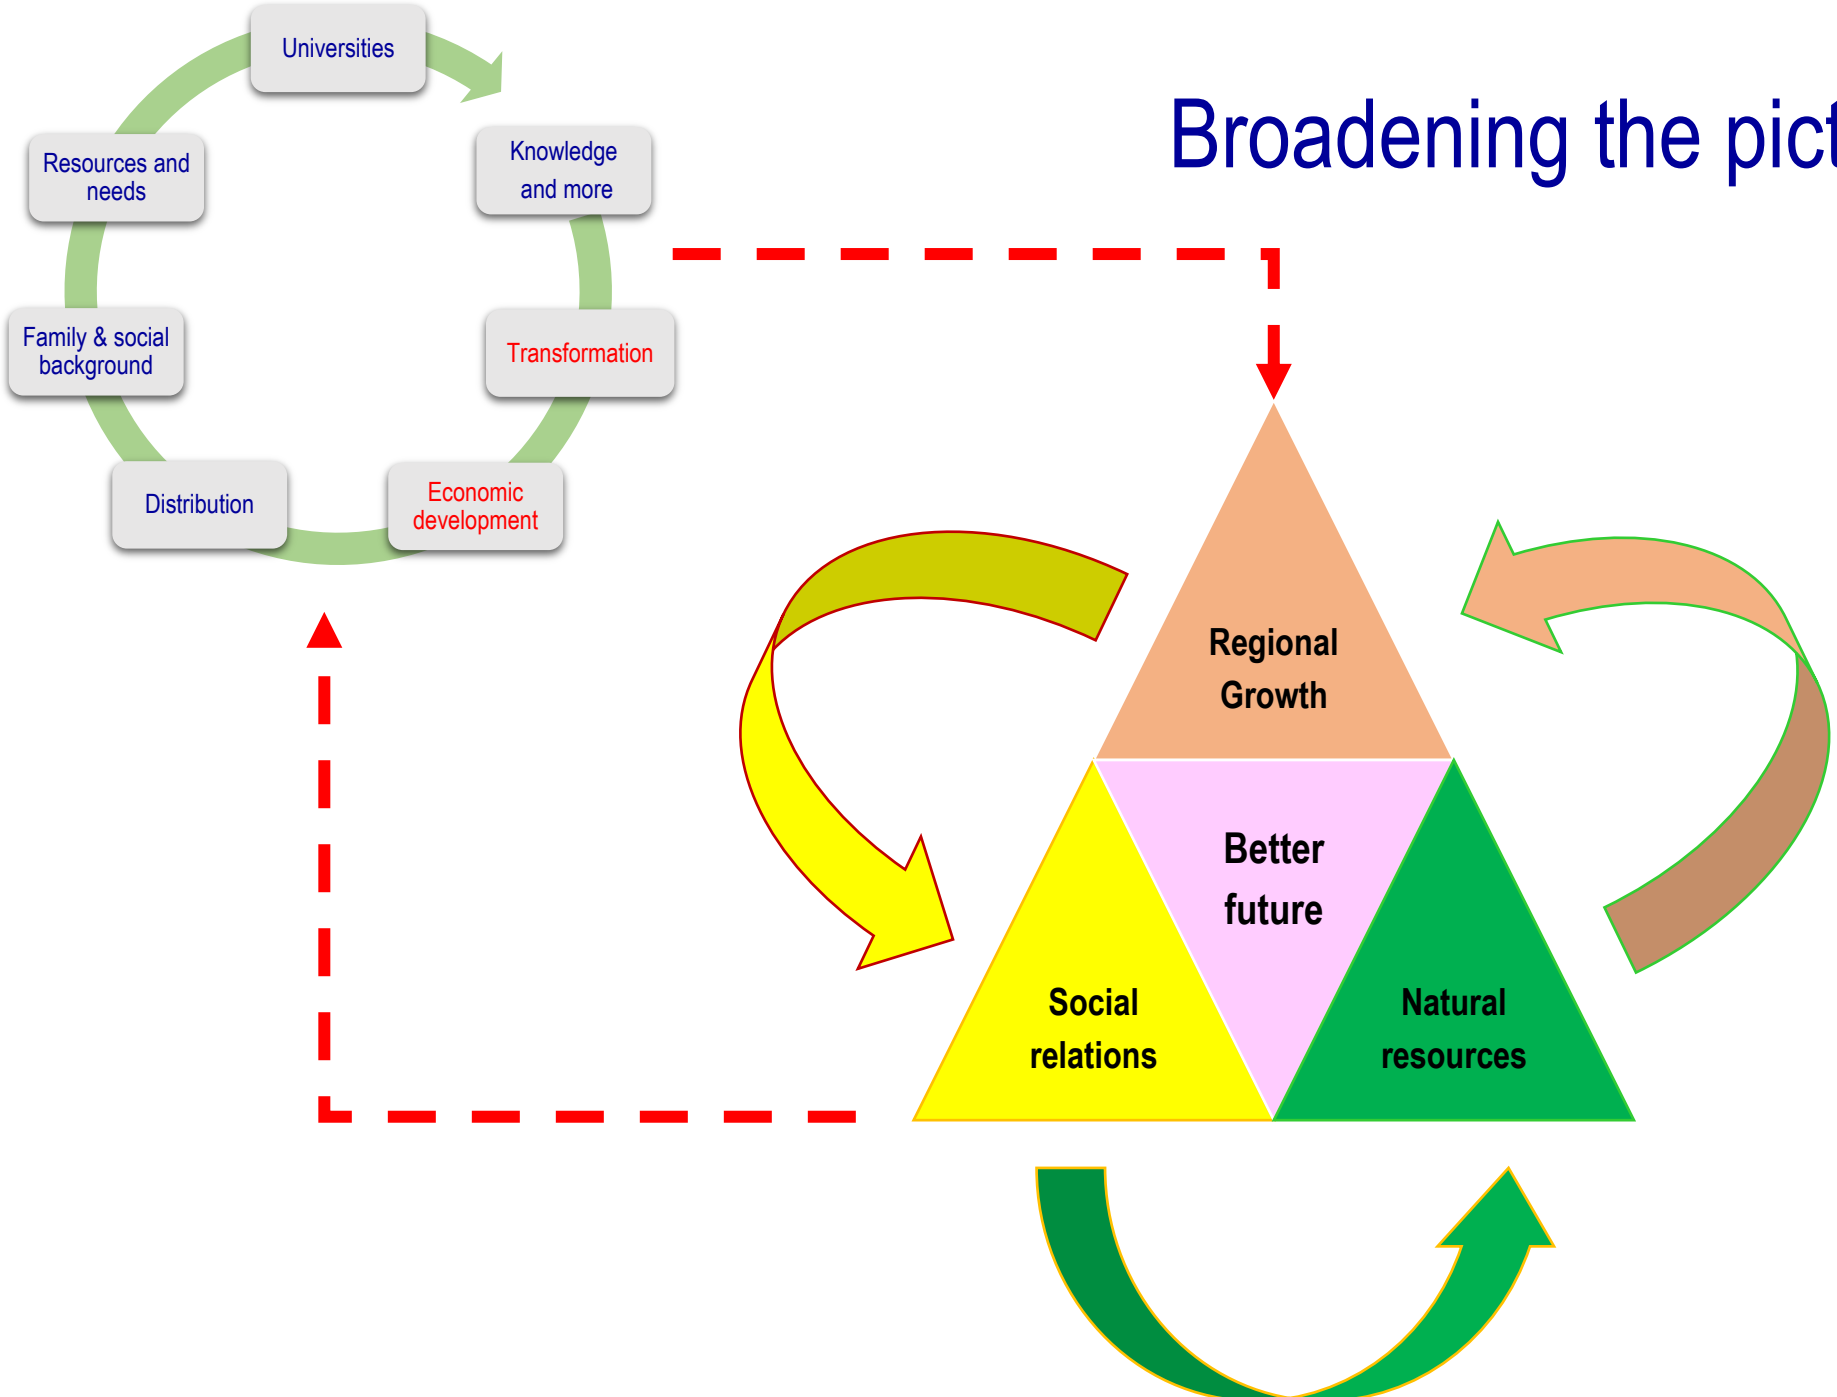 Broadening the pict
Universities
Knowledge
and more
Transformation
Economic
development
Distribution
Family & social
background
Resources and
needs
Regional
Growth
Better
future
Social
relations
Natural
resources